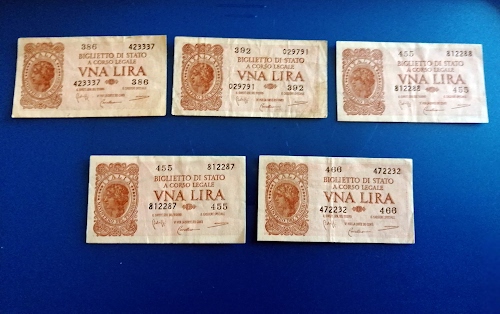 386 423337
BIGLIETTO DI STATO
A CORSO LEGALE
VNA LIRA
423337 386
392 029791
BIGLIETTO DI STATO
A CORSO LEGALE
VNA LIRA
029791 392
455 812288
BIGLIETTO DI STATO
A CORSO LEGALE
VNA LIRA
812288 455
455 812287
BIGLIETTO DI STATO
A CORSO LEGALE
VNA LIRA
812287 455
466 472232
BIGLIETTO DI STATO
A CORSO LEGALE
VNA LIRA
472232 466